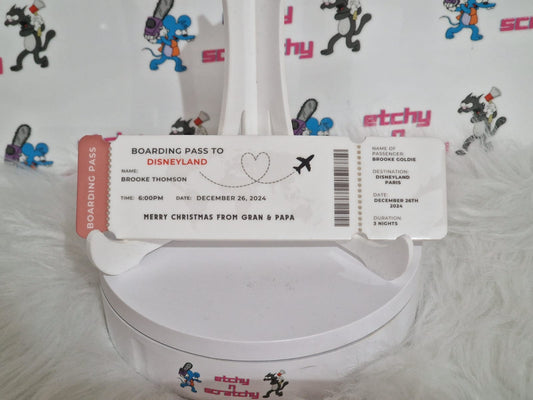 etchy
n
scratchy
etchy
n
BOARDING PASS
BOARDING PASS TO
DISNEYLAND
NAME:
BROOKE THOMSON
TIME: 6:00PM DATE: DECEMBER 26, 2024
MERRY CHRISTMAS FROM GRAN & PAPA
NAME OF
PASSENGER:
BROOKE GOLDIE
DESTINATION:
DISNEYLAND
PARIS
DATE:
DECEMBER 26TH
2024
DURATION:
3 NIGHTS
etchy
n
scratchy